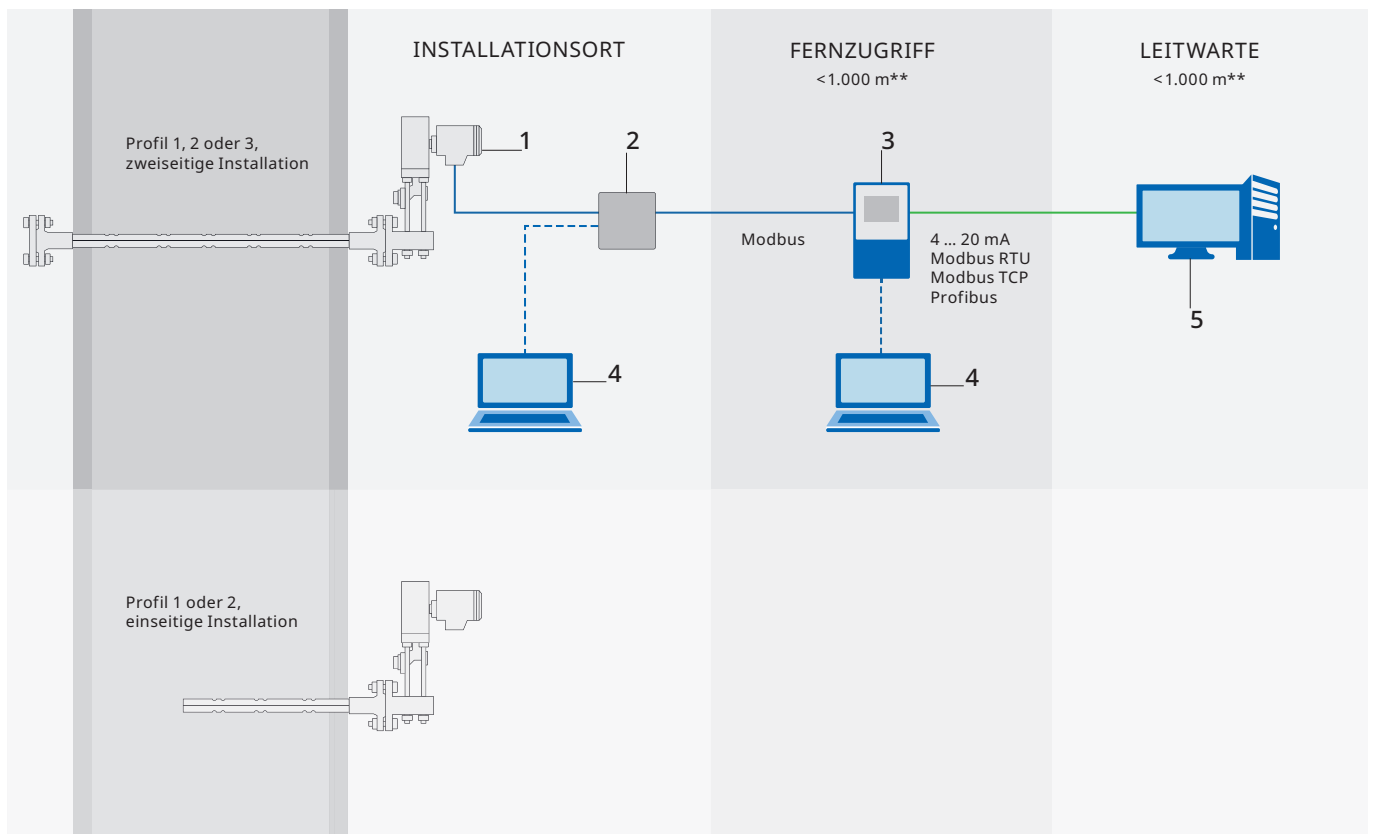 INSTALLATIONSORT
FERNZUGRIFF
<1.000 m**
LEITWARTE
<1.000 m**
Profil 1, 2 oder 3,
zweiseitige Installation
1
2
3
Modbus
4 ... 20 mA
Modbus RTU
Modbus TCP
Profibus
5
4
4
Profil 1 oder 2,
einseitige Installation